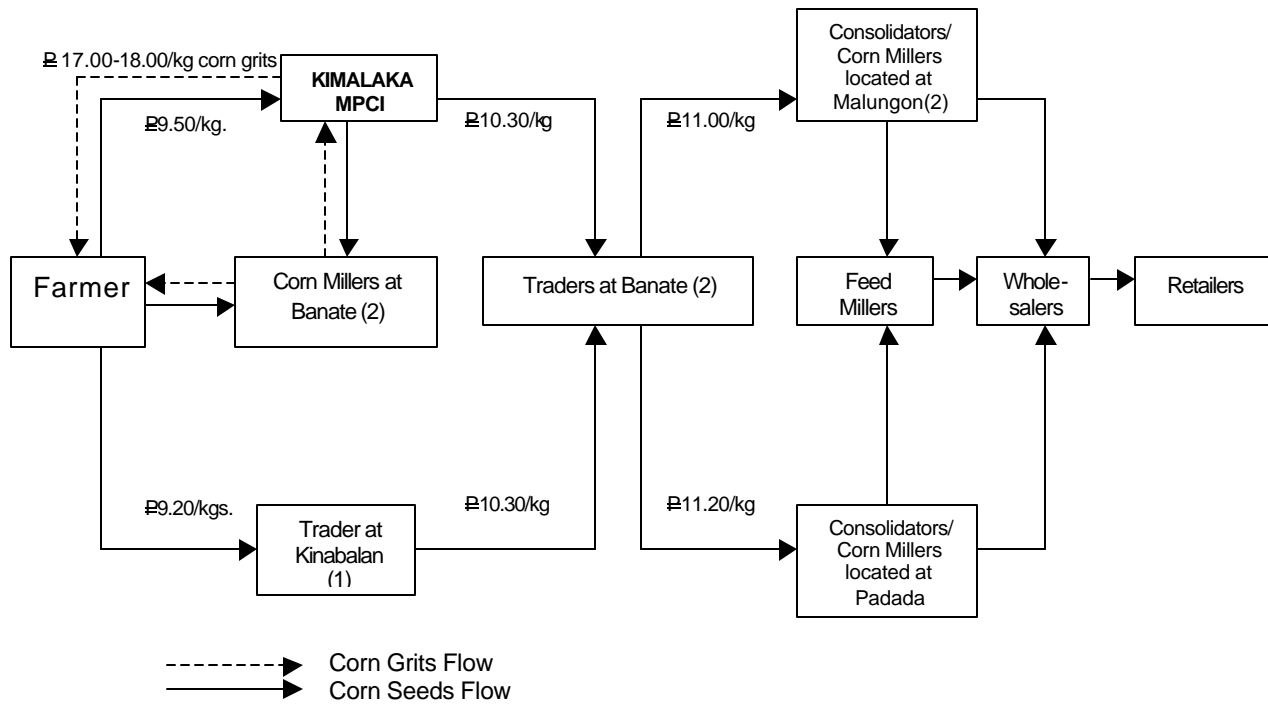 ₱ 17.00-18.00/kg corn grits
KIMALAKA
MPCI
₱9.50/kg.
₱10.30/kg
₱11.00/kg
Consolidators/
Corn Millers
located at
Malungon(2)
Farmer
Corn Millers at
Banate (2)
Traders at Banate (2)
Feed
Millers
Whole-
salers
Retailers
₱9.20/kgs.
Trader at
Kinabalan
(1)
₱10.30/kg
₱11.20/kg
Consolidators/
Corn Millers
located at
Padada
Corn Grits Flow
Corn Seeds Flow